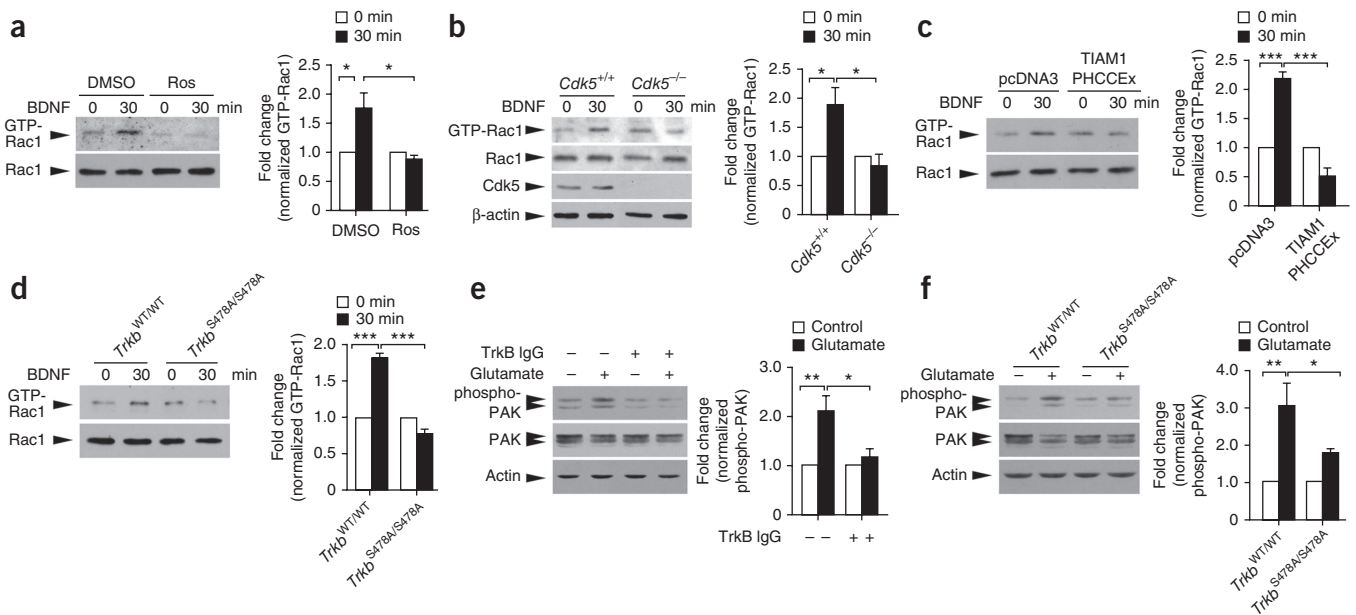 a
DMSO Ros
BDNF 0 30 0 30 min
GTP-
Rac1
Rac1
0 min
30 min
* *
Fold change
(normalized GTP-Rac1)
2.5
2.0
1.5
1.0
0.5
0
DMSO Ros
b
Cdk5+/+ Cdk5–/–
BDNF 0 30 0 30 min
GTP-Rac1
Rac1
Cdk5
β-actin
0 min
30 min
* *
Fold change
(normalized GTP-Rac1)
2.5
2.0
1.5
1.0
0.5
0
Cdk5+/+ Cdk5–/–
c
pcDNA3 TIAM1
PHCCEx
BDNF 0 30 0 30 min
GTP-
Rac1
Rac1
0 min
30 min
*** ***
Fold change
(normalized GTP-Rac1)
2.5
2.0
1.5
1.0
0.5
0
pcDNA3 TIAM1
PHCCEx
d
TrkbWT/WT TrkbS478A/S478A
BDNF 0 30 0 30 min
GTP-
Rac1
Rac1
0 min
30 min
*** ***
Fold change
(normalized GTP-Rac1)
2.0
1.5
1.0
0.5
0
TrkbWT/WT TrkbS478A/S478A
e
TrkB IgG – – + +
Glutamate – + – +
phospho-
PAK
PAK
Actin
Control
Glutamate
** *
Fold change
(normalized
phospho-PAK)
3.0
2.0
1.0
0
TrkB IgG – – + +
f
TrkbWT/WT TrkbS478A/S478A
Glutamate – + – +
phospho-
PAK
PAK
Actin
Control
Glutamate
** *
Fold change
(normalized
phospho-PAK)
4.0
3.0
2.0
1.0
0
TrkbWT/WT TrkbS478A/S478A